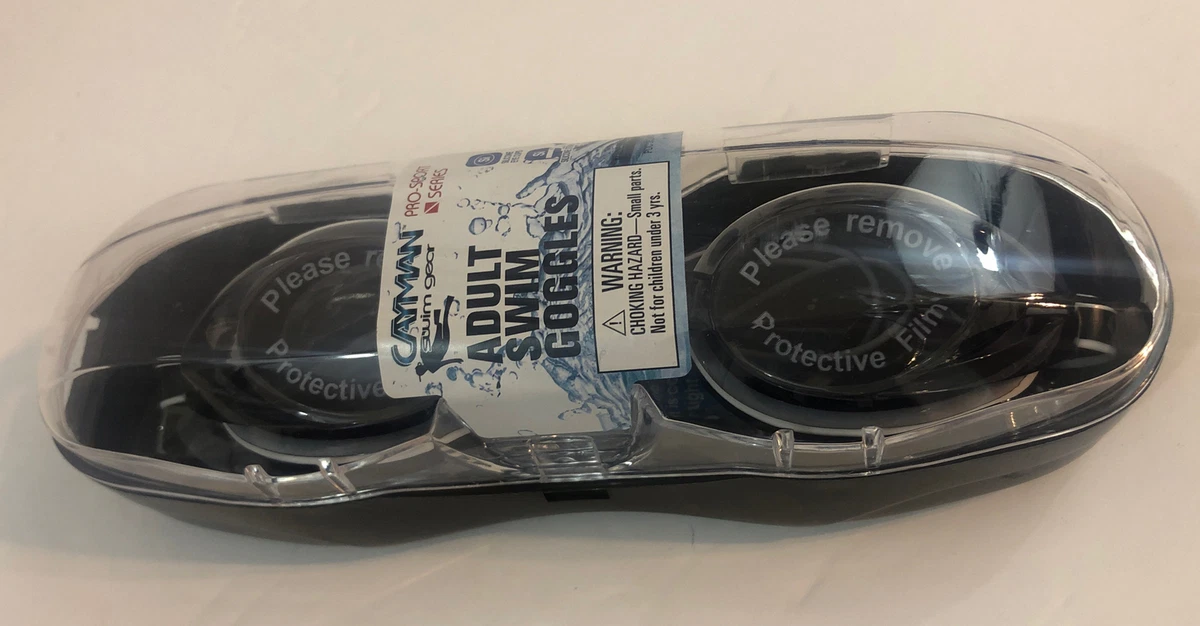 CAYMAN™
swim gear
PRO-SPORT
SERIES
ADULT
SWIM
GOGGLES
WARNING:
CHOKING HAZARD—Small parts.
Not for children under 3 yrs.
Please re
Protective
Please remove
Protective Film